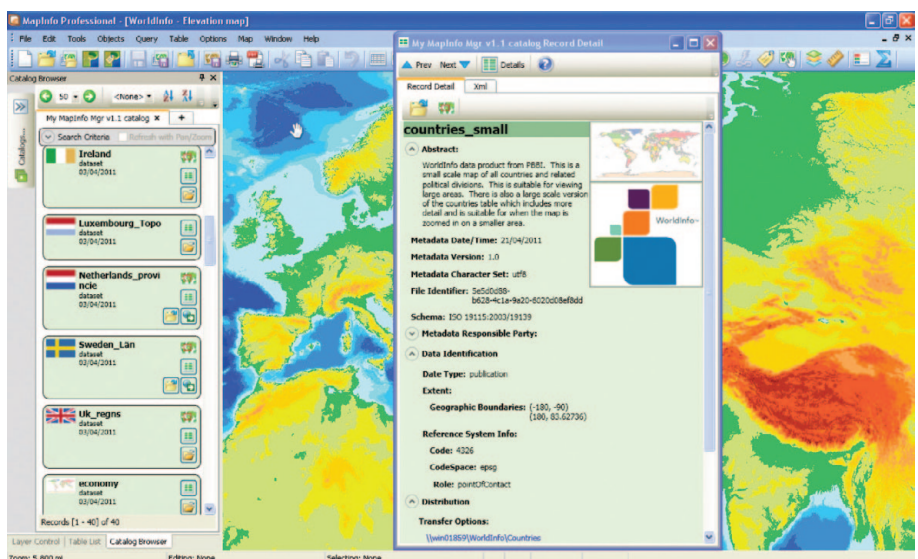 MapInfo Professional - [WorldInfo - Elevation map]
File Edit Tools Objects Query Table Options Map Window Help
Catalog Browser
50
<None>
My MapInfo Mgr v1.1 catalog
Search Criteria
Refresh with Pan/Zoom
Catalogs...
Ireland
dataset
03/04/2011
Luxembourg_Topo
dataset
03/04/2011
Netherlands_provi
ncie
dataset
03/04/2011
Sweden_Län
dataset
03/04/2011
Uk_regns
dataset
03/04/2011
economy
dataset
03/04/2011
Records [1 - 40] of 40
Layer Control Table List Catalog Browser
Zoom: 5,800 mi
Editing: None
Selecting: None
My MapInfo Mgr v1.1 catalog Record Detail
Prev Next Details
Record Detail Xml
countries_small
Abstract:
WorldInfo data product from PBBI. This is a
small scale map of all countries and related
political divisions. This is suitable for viewing
large areas. There is also a large scale version
of the countries table which includes more
detail and is suitable for when the map is
zoomed in on a smaller area.
WorldInfo
Metadata Date/Time: 21/04/2011
Metadata Version: 1.0
Metadata Character Set: utf8
File Identifier: 5e5d0d88-
b628-4c1a-9a20-8020d08ef8dd
Schema: ISO 19115:2003/19139
Metadata Responsible Party:
Data Identification
Date Type: publication
Extent:
Geographic Boundaries: (-180, -90)
(180, 83.62736)
Reference System Info:
Code: 4326
CodeSpace: epsg
Role: pointOfContact
Distribution
Transfer Options:
\\win01859\WorldInfo\Countries